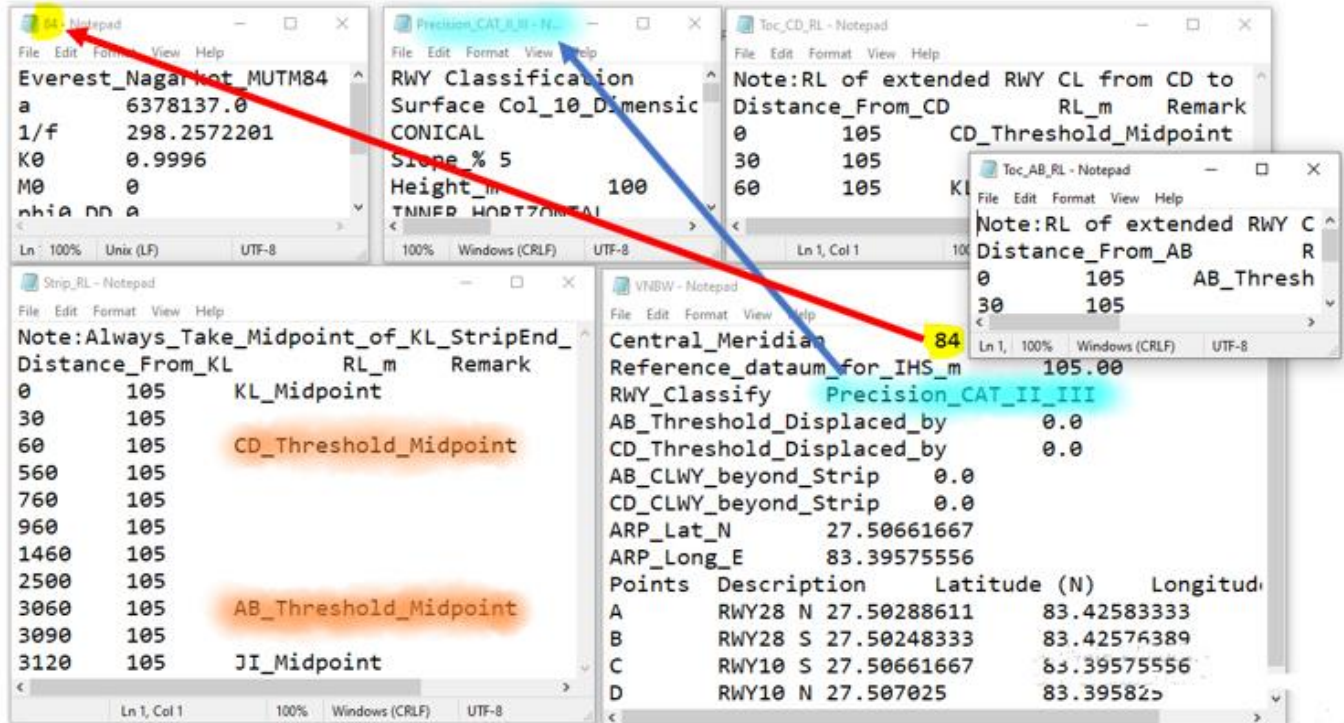 84 - Notepad
File Edit Format View Help
Everest_Nagarkot_MUTM84
a 6378137.0
1/f 298.2572201
K0 0.9996
M0 0
phi0_DD 0
Ln 100% Unix (LF) UTF-8
Precision_CAT_II_III - N...
File Edit Format View Help
RWY Classification
Surface Col_10_Dimensic
CONICAL
Slope_% 5
Height_m 100
INNER HORIZONTAL
100% Windows (CRLF) UTF-8
Toc_CD_RL - Notepad
File Edit Format View Help
Note:RL of extended RWY CL from CD to
Distance_From_CD RL_m Remark
0 105 CD_Threshold_Midpoint
30 105
60 105
Ln 1, Col 1
Toc_AB_RL - Notepad
File Edit Format View Help
Note:RL of extended RWY C
Distance_From_AB R
0 105 AB_Thresh
30 105
Ln 1, 100% Windows (CRLF) UTF-8
Strip_RL - Notepad
File Edit Format View Help
Note:Always_Take_Midpoint_of_KL_StripEnd_
Distance_From_KL RL_m Remark
0 105 KL_Midpoint
30 105
60 105 CD_Threshold_Midpoint
560 105
760 105
960 105
1460 105
2500 105
3060 105 AB_Threshold_Midpoint
3090 105
3120 105 JI_Midpoint
Ln 1, Col 1 100% Windows (CRLF) UTF-8
VNBW - Notepad
File Edit Format View Help
Central_Meridian 84
Reference_dataum_for_IHS_m 105.00
RWY_Classify Precision_CAT_II_III
AB_Threshold_Displaced_by 0.0
CD_Threshold_Displaced_by 0.0
AB_CLWY_beyond_Strip 0.0
CD_CLWY_beyond_Strip 0.0
ARP_Lat_N 27.50661667
ARP_Long_E 83.39575556
Points Description Latitude (N) Longitud
A RWY28 N 27.50288611 83.42583333
B RWY28 S 27.50248333 83.42576389
C RWY10 S 27.50661667 83.39575556
D RWY10 N 27.507025 83.395825